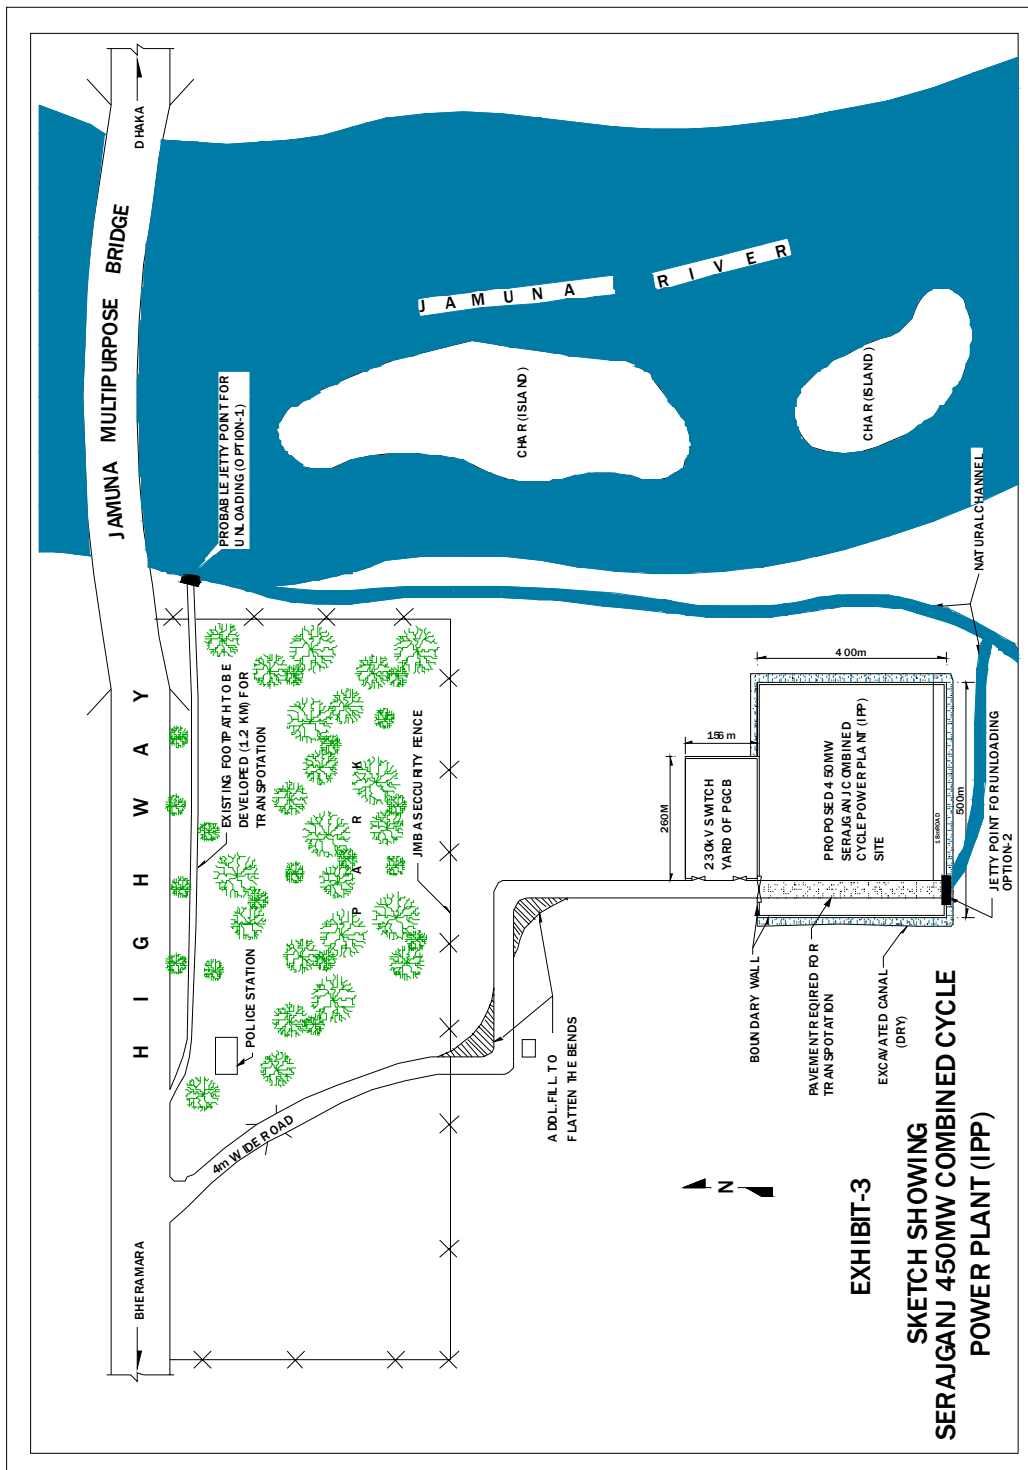 JAMUNA MULTIPURPOSE BRIDGE
DHAKA
BHERAMARA
HIGHWAY
JAMUNA RIVER
CHAR (ISLAND)
CHAR (ISLAND)
PROBABLE JETTY POINT FOR
UNLOADING (OPTION-1)
NATURAL CHANNEL
EXISTING FOOTPATH TO BE
DEVELOPED (1.2 KM) FOR
TRANSPOTATION
PARK
JMBA SECCURITY FENCE
POLICE STATION
4m WIDE ROAD
ADDL.FILL TO
FLATTEN THE BENDS
156 m
260M
230kV SWITCH
YARD OF PGCB
400m
500m
PROPOSED 450MW
SERAJGANJ COMBINED
CYCLE POWER PLANT (IPP)
SITE
18mROAD
JETTY POINT FOR UNLOADING
OPTION-2
BOUNDARY WALL
PAVEMENT REQIRED FOR
TRANSPOTATION
EXCAVATED CANAL
(DRY)
N
EXHIBIT-3
SKETCH SHOWING
SERAJGANJ 450MW COMBINED CYCLE
POWER PLANT (IPP)